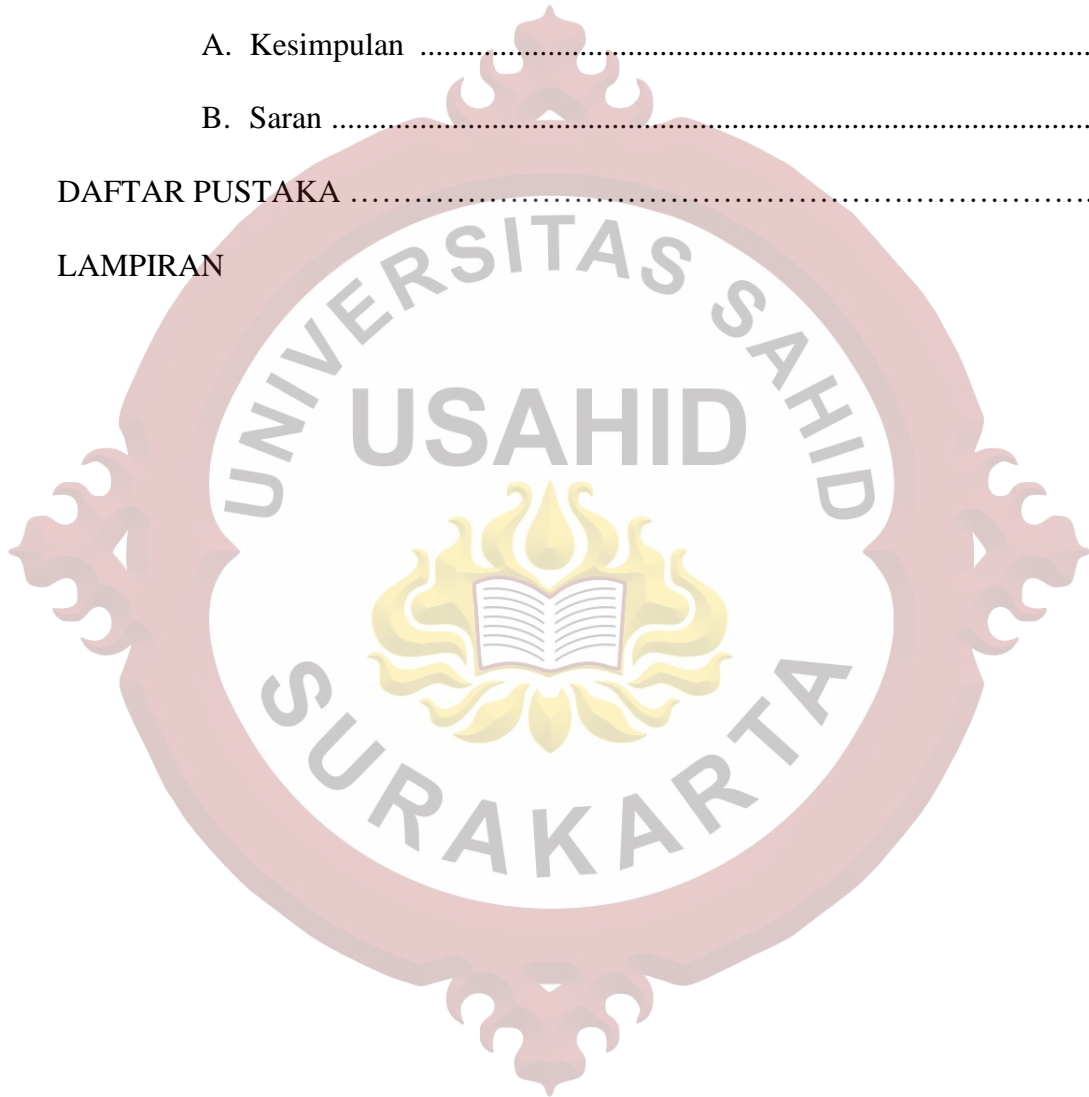 A. Kesimpulan ..........................................................................................
B. Saran ..........................................................................................
DAFTAR PUSTAKA ………………………………………………………
LAMPIRAN
UNIVERSITAS SAHID
USAHID
SURAKARTA